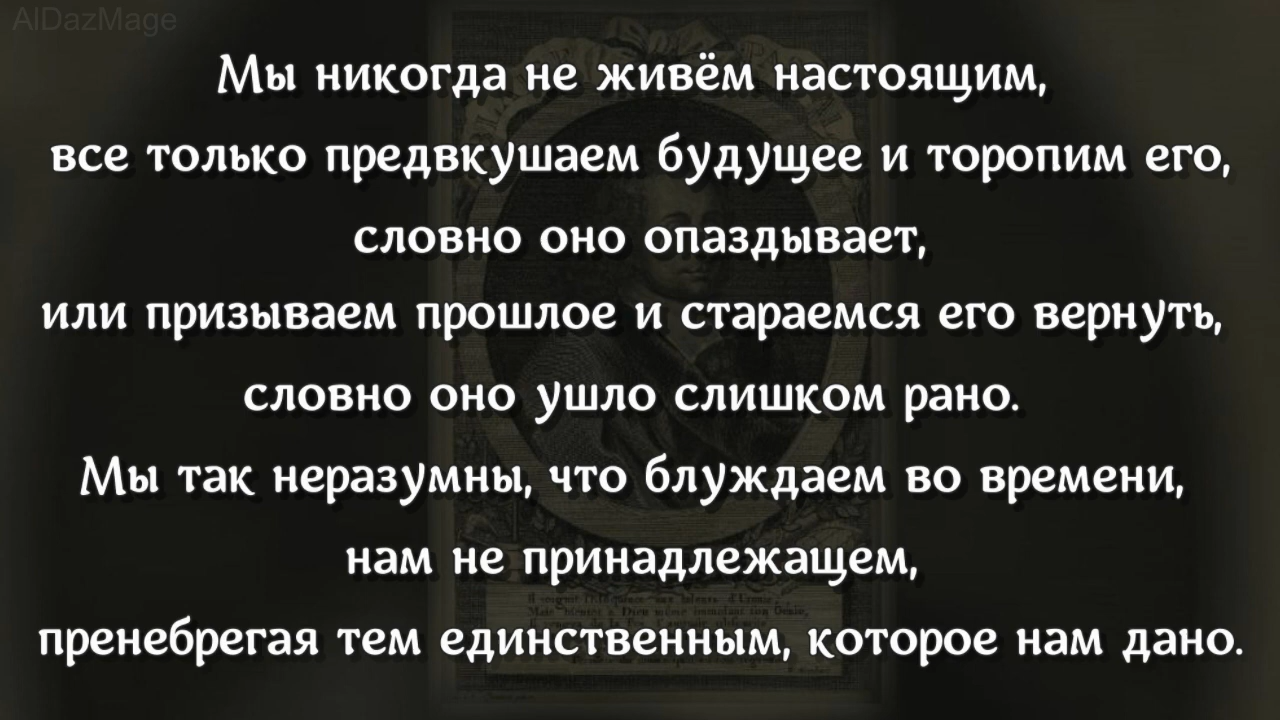 AlDazMage
Мы никогда не живём настоящим,
все только предвкушаем будущее и торопим его,
словно оно опаздывает,
или призываем прошлое и стараемся его вернуть,
словно оно ушло слишком рано.
Мы так неразумны, что блуждаем во времени,
нам не принадлежащем,
пренебрегая тем единственным, которое нам дано.